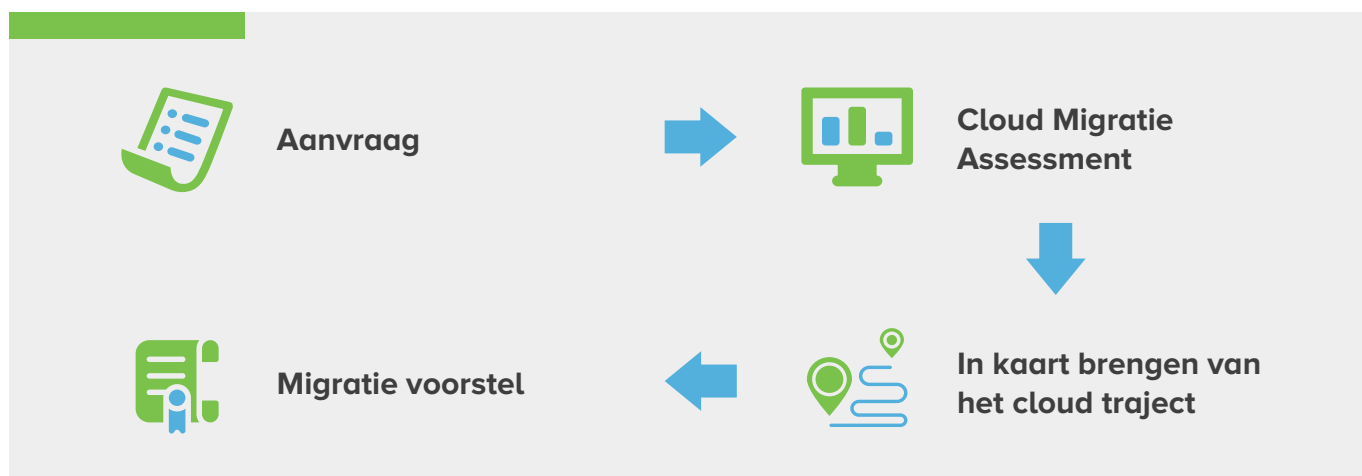 Aanvraag
Cloud Migratie
Assessment
In kaart brengen van
het cloud traject
Migratie voorstel